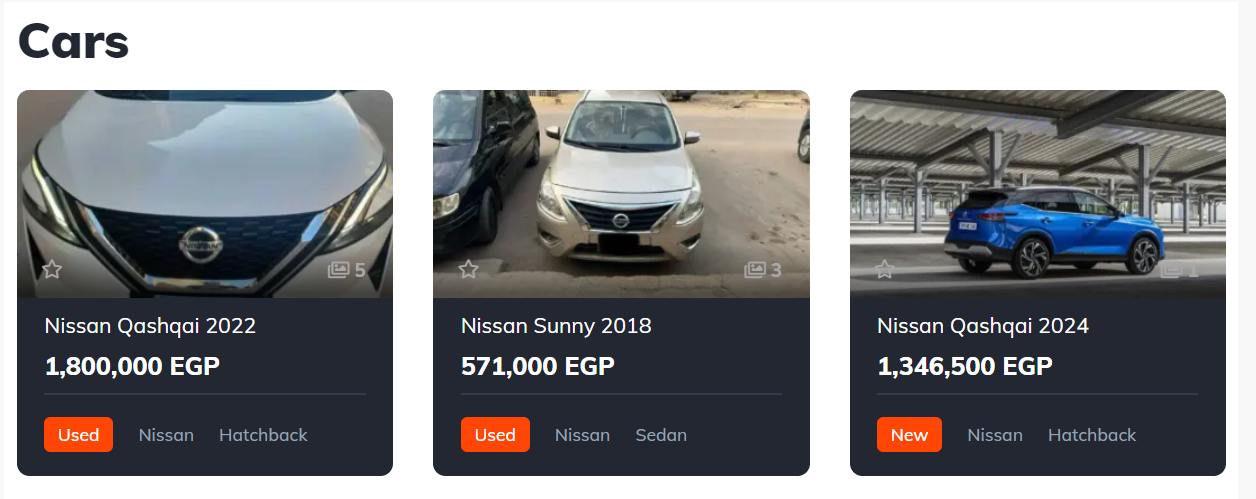 Cars
5
Nissan Qashqai 2022
1,800,000 EGP
Used Nissan Hatchback
3
Nissan Sunny 2018
571,000 EGP
Used Nissan Sedan
1
Nissan Qashqai 2024
1,346,500 EGP
New Nissan Hatchback